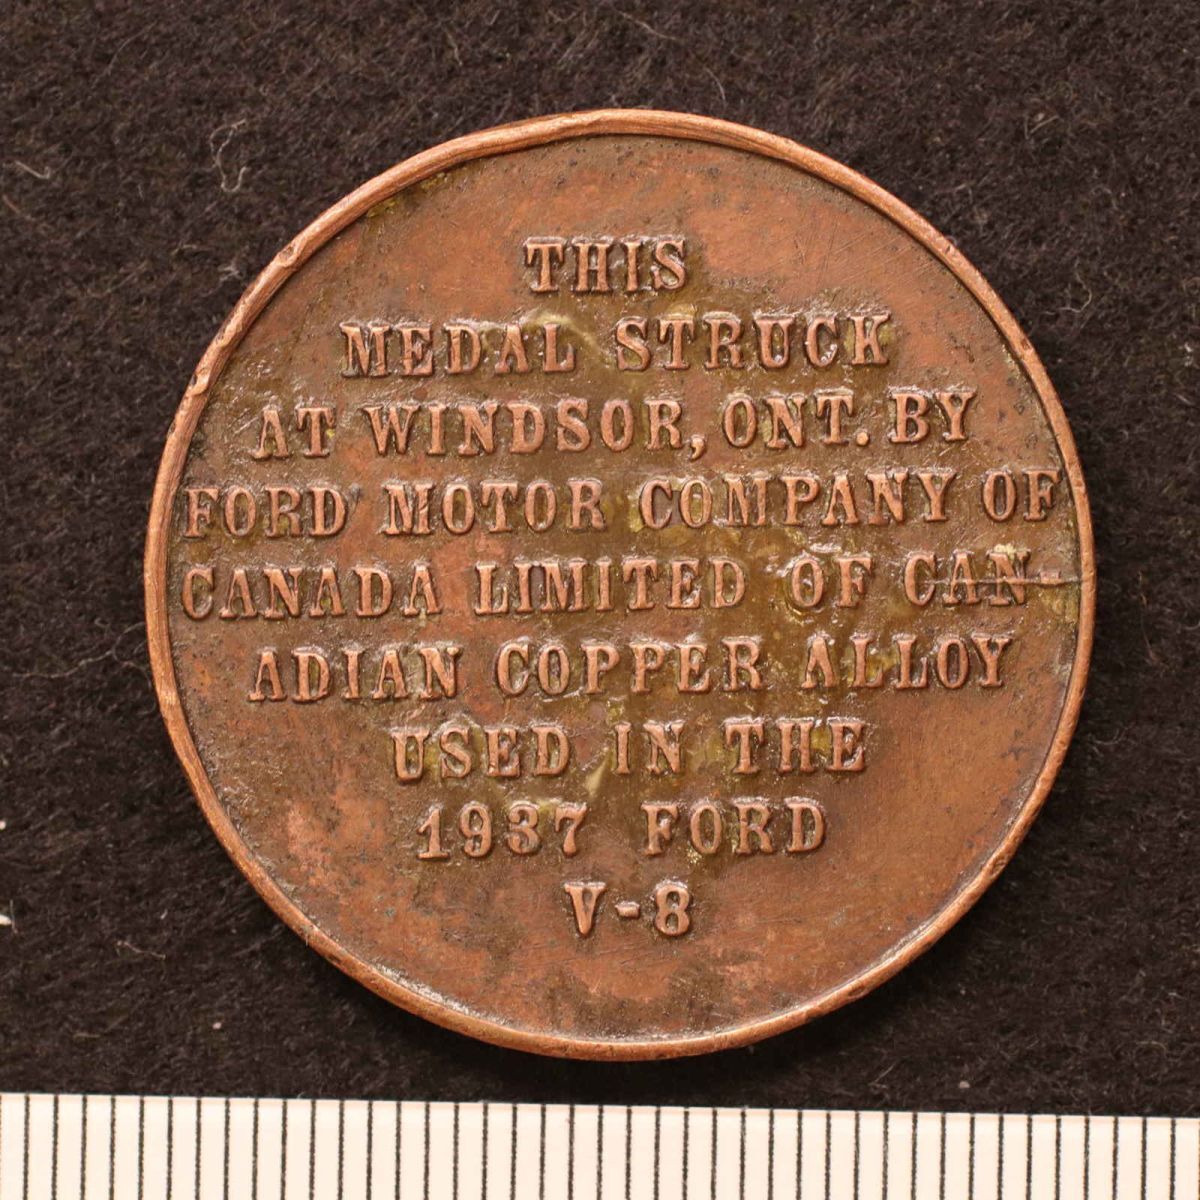 THIS
MEDAL STRUCK
AT WINDSOR, ONT. BY
FORD MOTOR COMPANY OF
CANADA LIMITED OF CAN-
ADIAN COPPER ALLOY
USED IN THE
1937 FORD
V-8